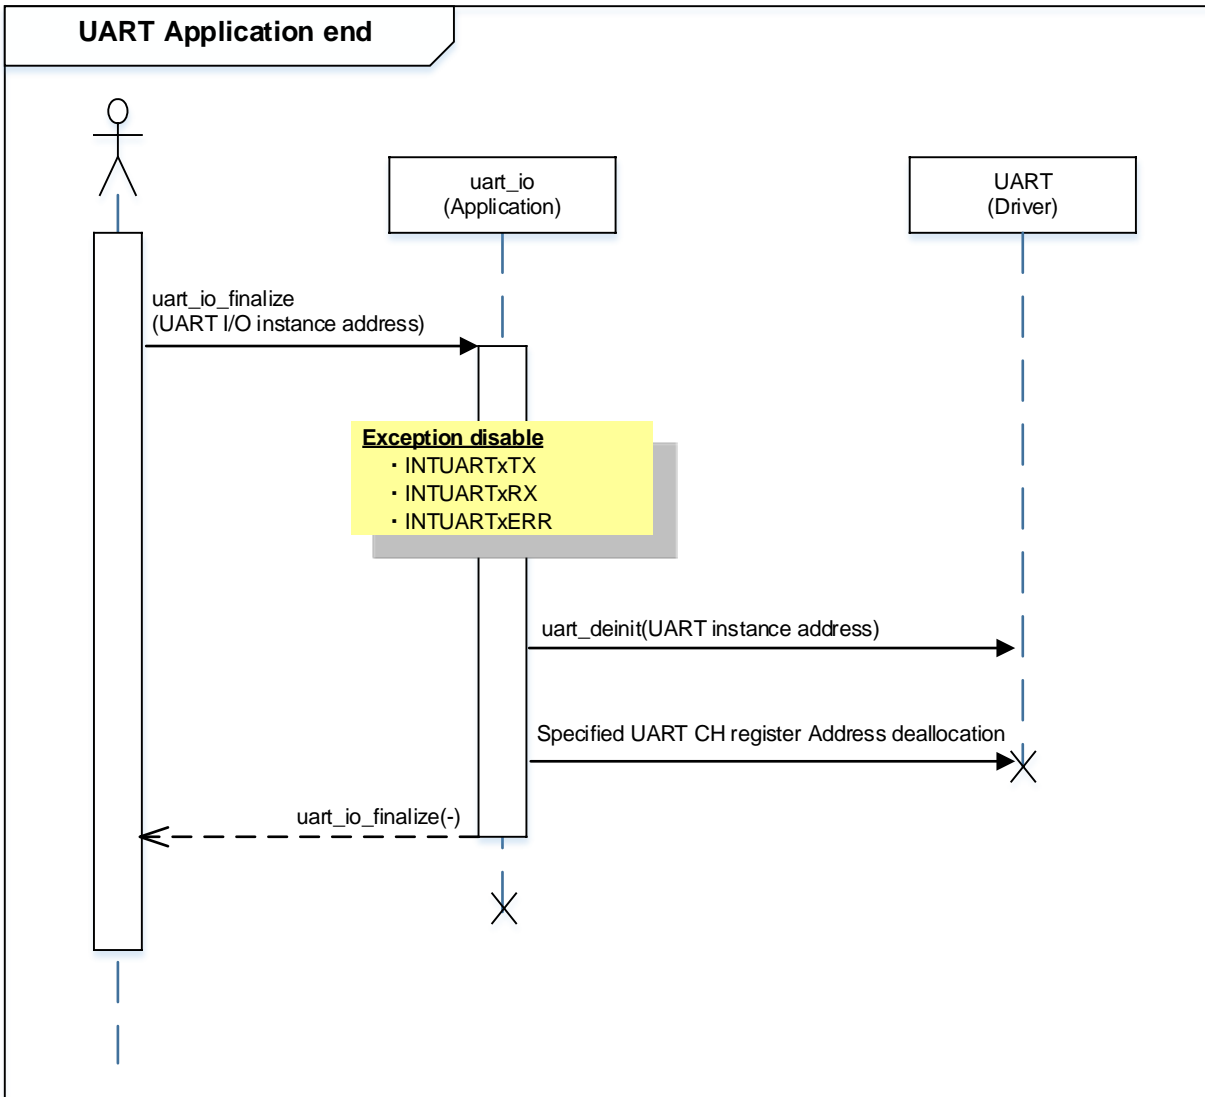 UART Application end
uart_io
(Application)
UART
(Driver)
uart_io_finalize
(UART I/O instance address)
Exception disable
・INTUARTxTX
・INTUARTxRX
・INTUARTxERR
uart_deinit(UART instance address)
Specified UART CH register Address deallocation
uart_io_finalize(-)